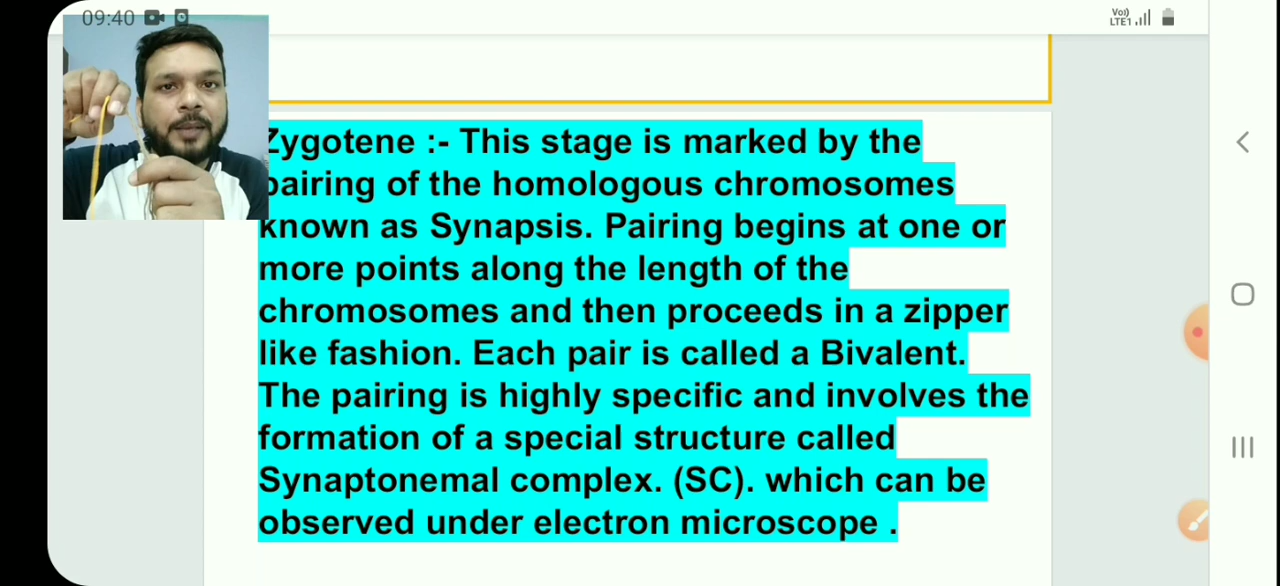 09:40
Vo))
LTE1
Zygotene :- This stage is marked by the
pairing of the homologous chromosomes
known as Synapsis. Pairing begins at one or
more points along the length of the
chromosomes and then proceeds in a zipper
like fashion. Each pair is called a Bivalent.
The pairing is highly specific and involves the
formation of a special structure called
Synaptonemal complex. (SC). which can be
observed under electron microscope .